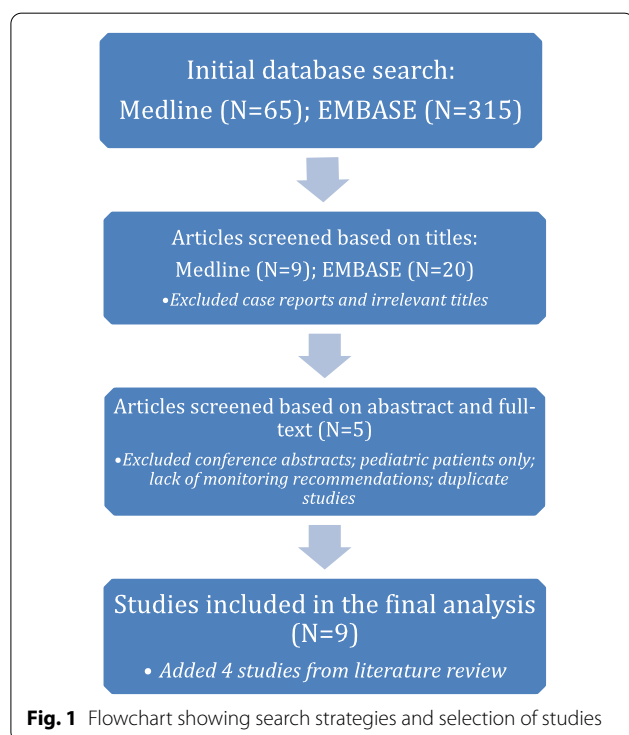 Initial database search:
Medline (N=65); EMBASE (N=315)
Articles screened based on titles:
Medline (N=9); EMBASE (N=20)
•Excluded case reports and irrelevant titles
Articles screened based on abastract and full-
text (N=5)
•Excluded conference abstracts; pediatric patients only;
lack of monitoring recommendations; duplicate
studies
Studies included in the final analysis
(N=9)
• Added 4 studies from literature review
Fig. 1 Flowchart showing search strategies and selection of studies